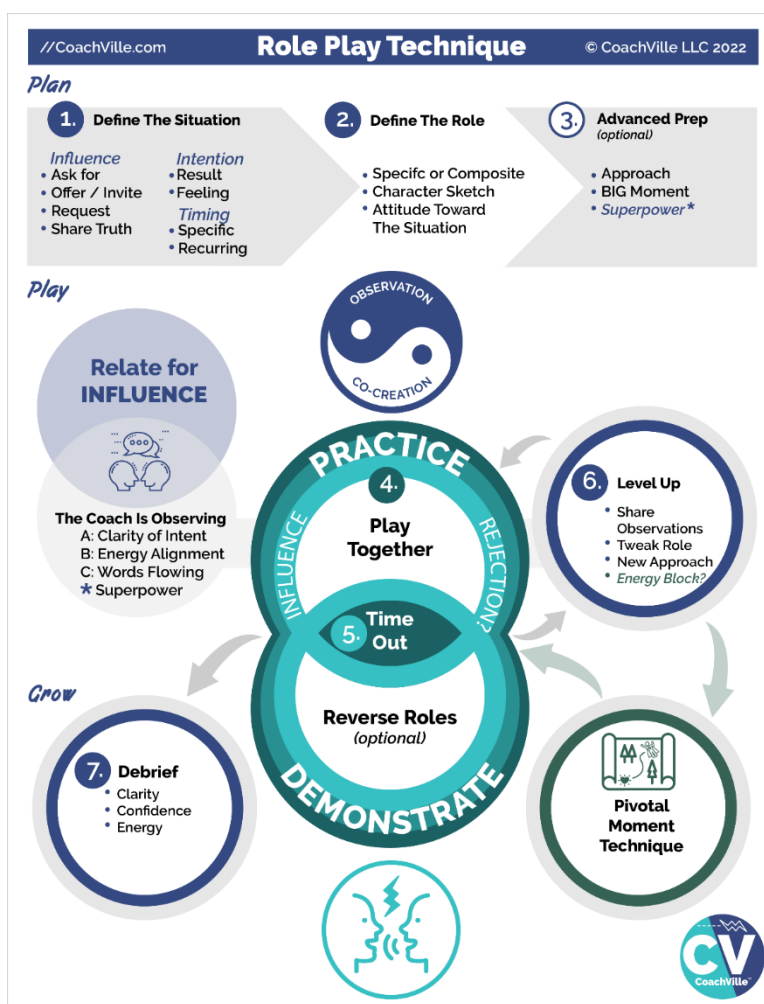 //CoachVille.com
Role Play Technique
© CoachVille LLC 2022
Plan
1. Define The Situation
Influence
• Ask for
• Offer / Invite
• Request
• Share Truth
Intention
• Result
• Feeling
Timing
• Specific
• Recurring
2. Define The Role
• Specifc or Composite
• Character Sketch
• Attitude Toward
The Situation
3. Advanced Prep
(optional)
• Approach
• BIG Moment
• Superpower*
Play
OBSERVATION
CO-CREATION
Relate for
INFLUENCE
The Coach Is Observing
A: Clarity of Intent
B: Energy Alignment
C: Words Flowing
* Superpower
PRACTICE
4.
Play
Together
INFLUENCE
REJECTION?
5. Time
Out
Reverse Roles
(optional)
DEMONSTRATE
6. Level Up
• Share
Observations
• Tweak Role
• New Approach
• Energy Block?
Pivotal
Moment
Technique
Grow
7. Debrief
• Clarity
• Confidence
• Energy
CV
CoachVille